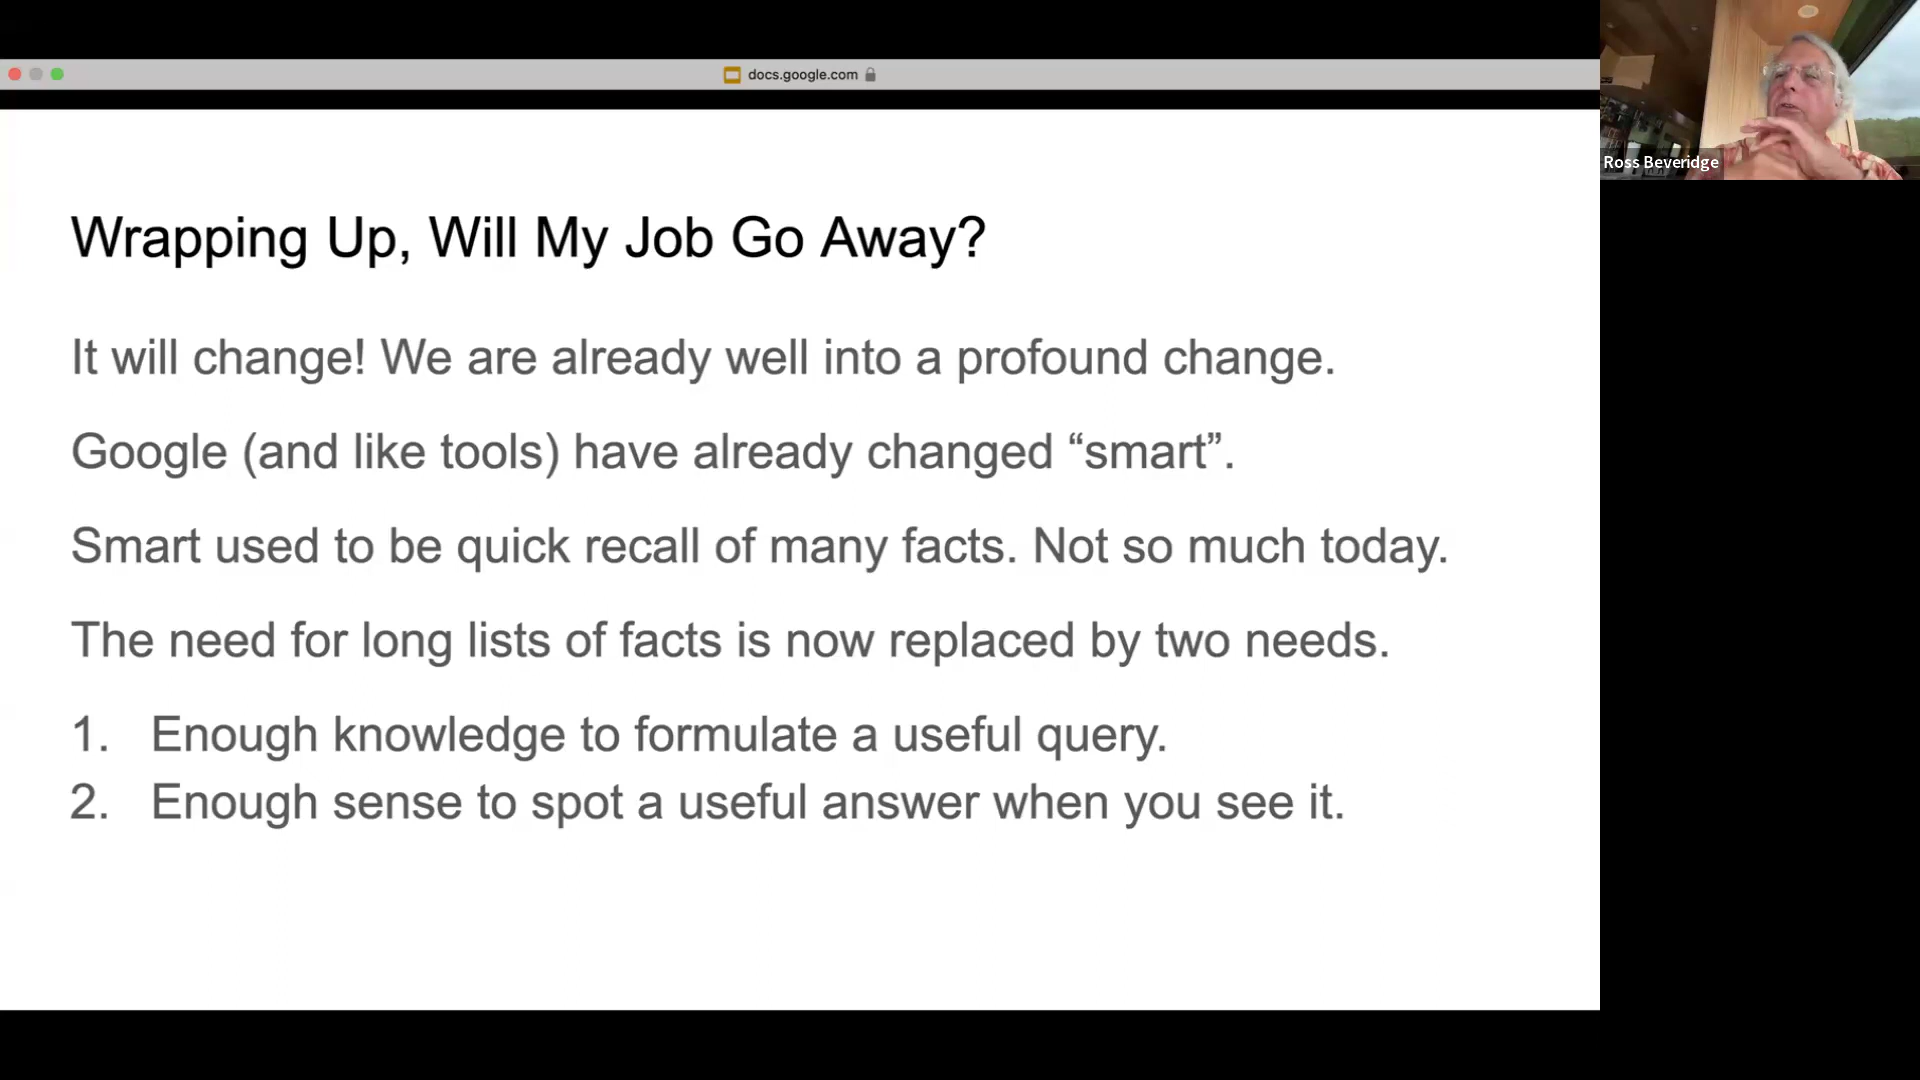 docs.google.com
Ross Beveridge
Wrapping Up, Will My Job Go Away?
It will change! We are already well into a profound change.
Google (and like tools) have already changed “smart”.
Smart used to be quick recall of many facts. Not so much today.
The need for long lists of facts is now replaced by two needs.
1. Enough knowledge to formulate a useful query.
2. Enough sense to spot a useful answer when you see it.